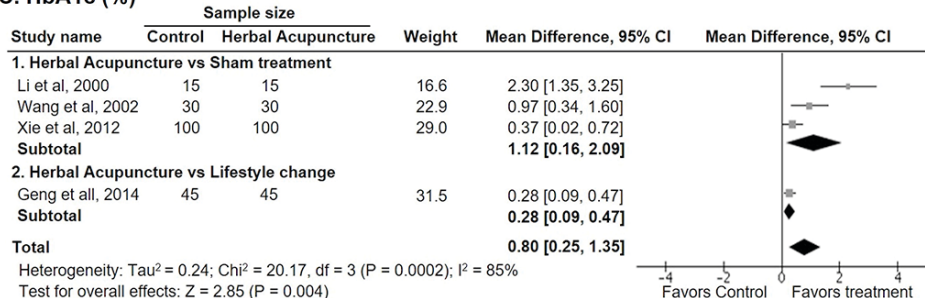 C. HbA1c (%)
Sample size
Study name Control Herbal Acupuncture Weight Mean Difference, 95% CI Mean Difference, 95% CI
1. Herbal Acupuncture vs Sham treatment
Li et al, 2000 15 15 16.6 2.30 [1.35, 3.25]
Wang et al, 2002 30 30 22.9 0.97 [0.34, 1.60]
Xie et al, 2012 100 100 29.0 0.37 [0.02, 0.72]
Subtotal 1.12 [0.16, 2.09]
2. Herbal Acupuncture vs Lifestyle change
Geng et all, 2014 45 45 31.5 0.28 [0.09, 0.47]
Subtotal 0.28 [0.09, 0.47]
Total 0.80 [0.25, 1.35]
Heterogeneity: Tau² = 0.24; Chi² = 20.17, df = 3 (P = 0.0002); I² = 85%
Test for overall effects: Z = 2.85 (P = 0.004)
-4 -2 0 2 4
Favors Control Favors treatment